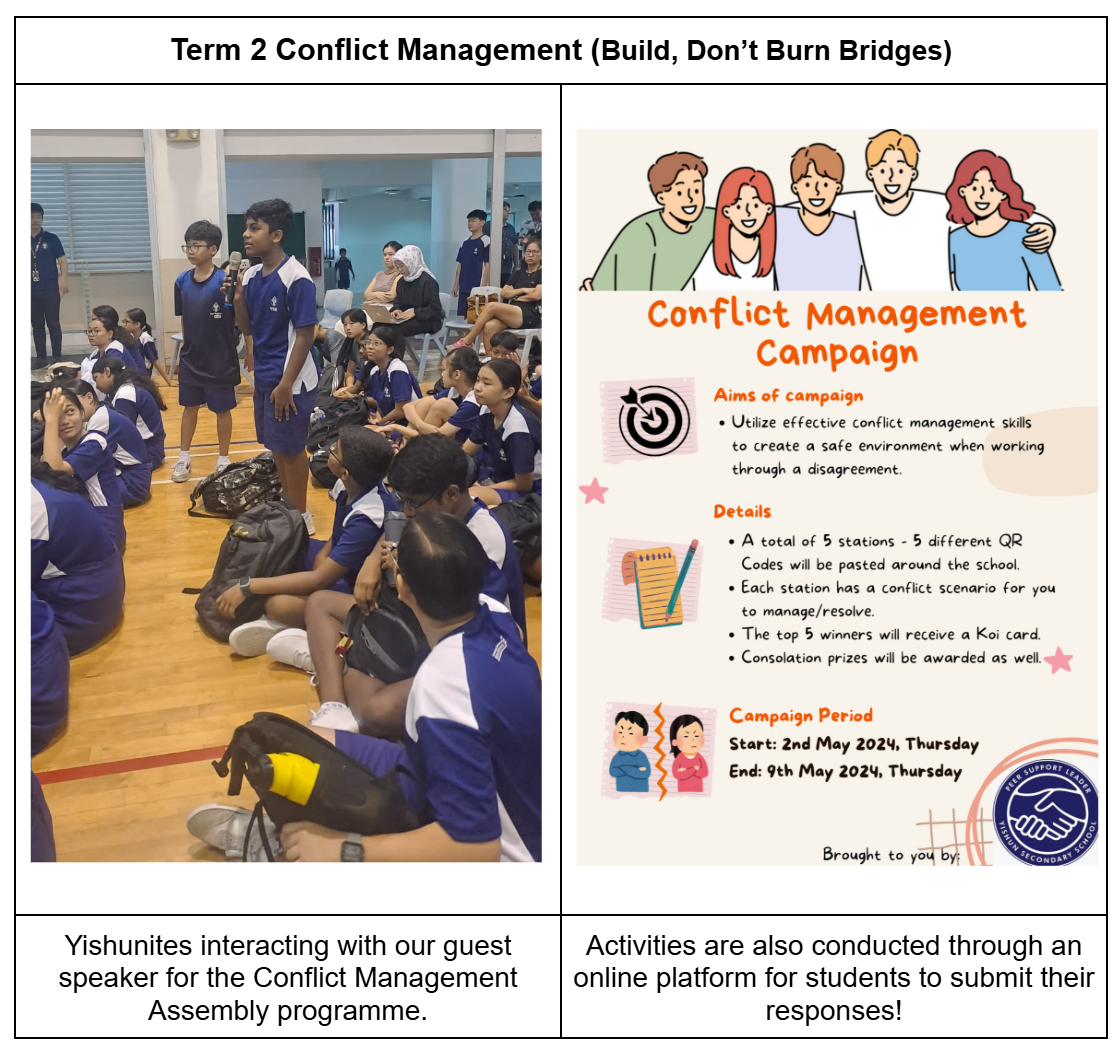 Term 2 Conflict Management (Build, Don’t Burn Bridges)
Conflict Management
Campaign
Aims of campaign
• Utilize effective conflict management skills
to create a safe environment when working
through a disagreement.
Details
• A total of 5 stations - 5 different QR
Codes will be pasted around the school.
• Each station has a conflict scenario for you
to manage/resolve.
• The top 5 winners will receive a Koi card.
• Consolation prizes will be awarded as well.
Campaign Period
Start: 2nd May 2024, Thursday
End: 9th May 2024, Thursday
PEER SUPPORT LEADER
YISHUN SECONDARY SCHOOL
Brought to you by:
Yishunites interacting with our guest
speaker for the Conflict Management
Assembly programme.
Activities are also conducted through an
online platform for students to submit their
responses!